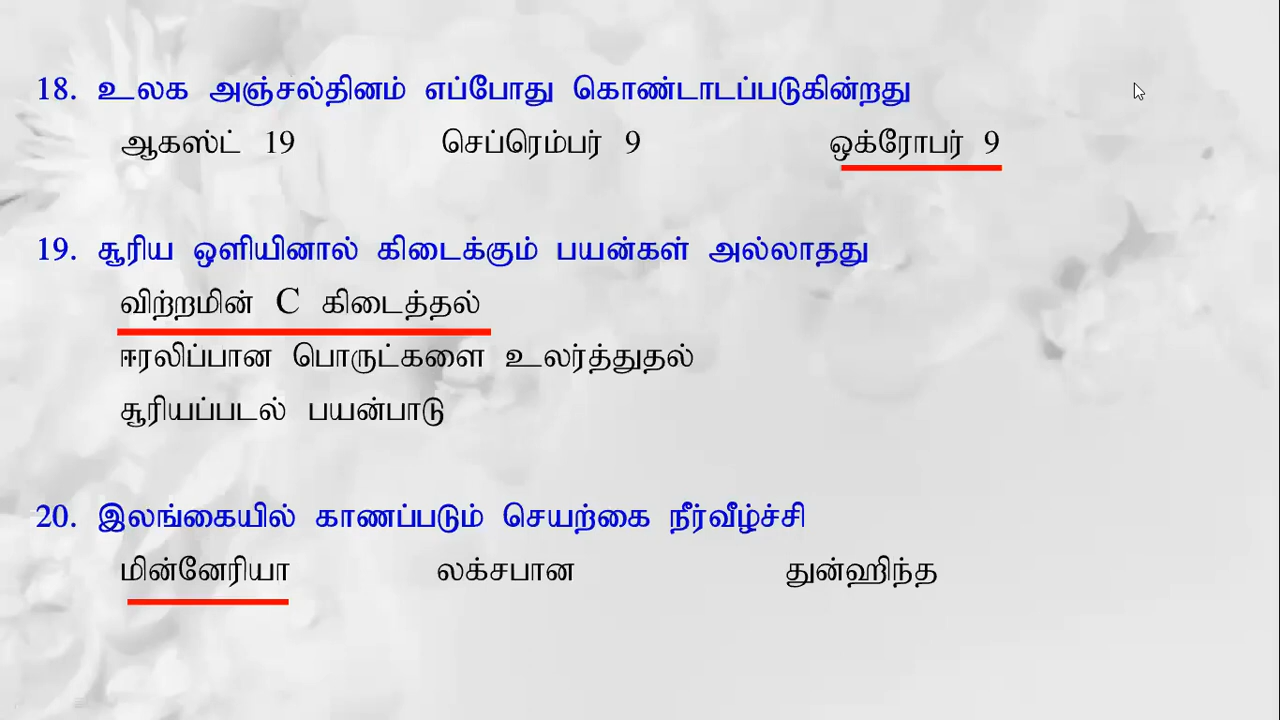 18. உலக அஞ்சல்தினம் எப்போது கொண்டாடப்படுகின்றது
ஆகஸ்ட் 19 செப்ரெம்பர் 9 ஒக்ரோபர் 9
19. சூரிய ஒளியினால் கிடைக்கும் பயன்கள் அல்லாதது
விற்றமின் C கிடைத்தல்
ஈரலிப்பான பொருட்களை உலர்த்துதல்
சூரியப்படல் பயன்பாடு
20. இலங்கையில் காணப்படும் செயற்கை நீர்வீழ்ச்சி
மின்னேரியா லக்சபான துன்ஹிந்த